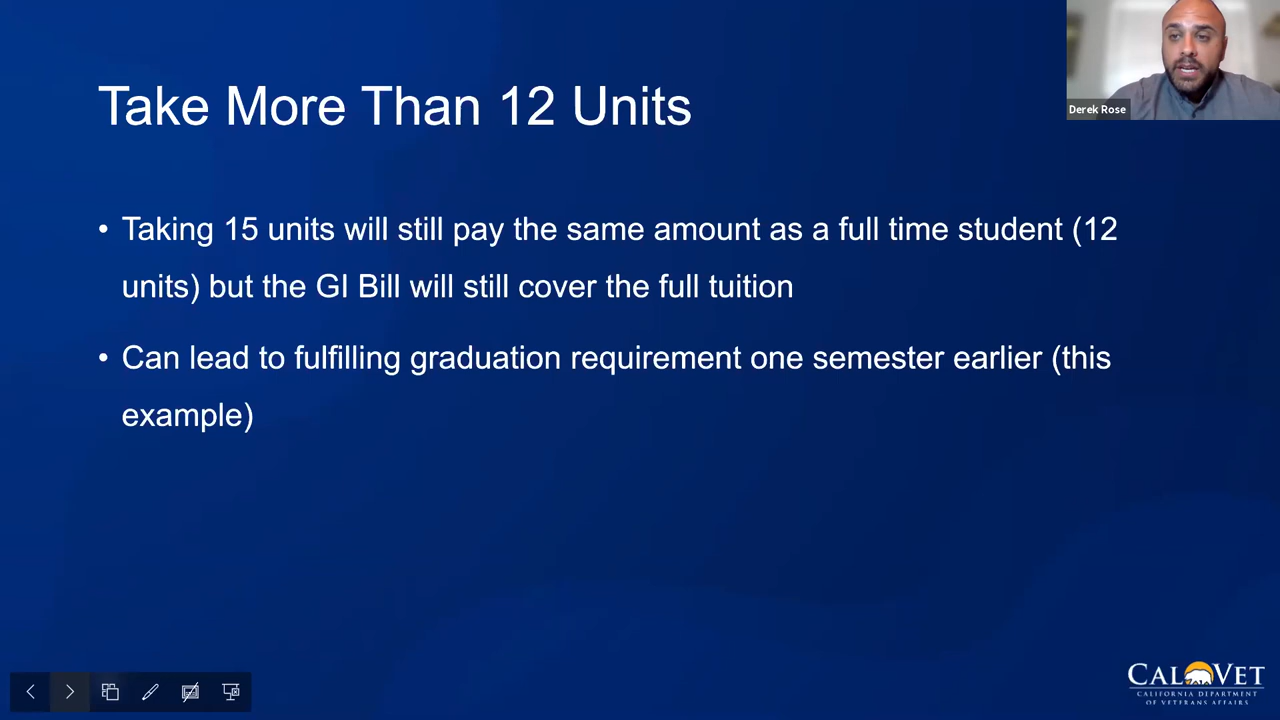 Take More Than 12 Units
• Taking 15 units will still pay the same amount as a full time student (12
units) but the GI Bill will still cover the full tuition
• Can lead to fulfilling graduation requirement one semester earlier (this
example)
Derek Rose
CALVET
CALIFORNIA DEPARTMENT
OF VETERANS AFFAIRS